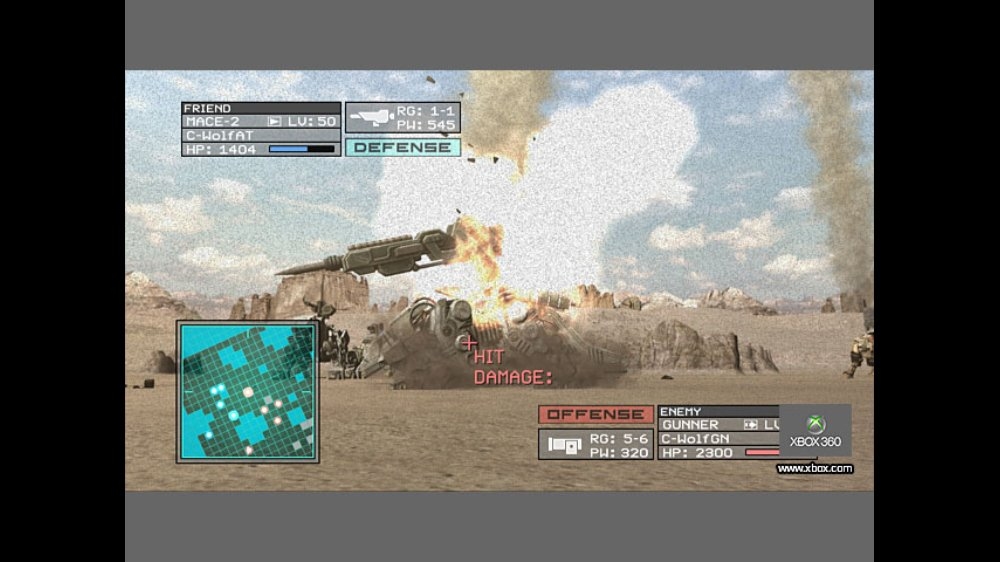 FRIEND
MACE-2 LV: 50
C-WolfAT
HP: 1404
RG: 1-1
PW: 545
DEFENSE
HIT
DAMAGE:
OFFENSE
RG: 5-6
PW: 320
ENEMY
GUNNER LV
C-WolfGN
HP: 2300
XBOX 360
www.xbox.com